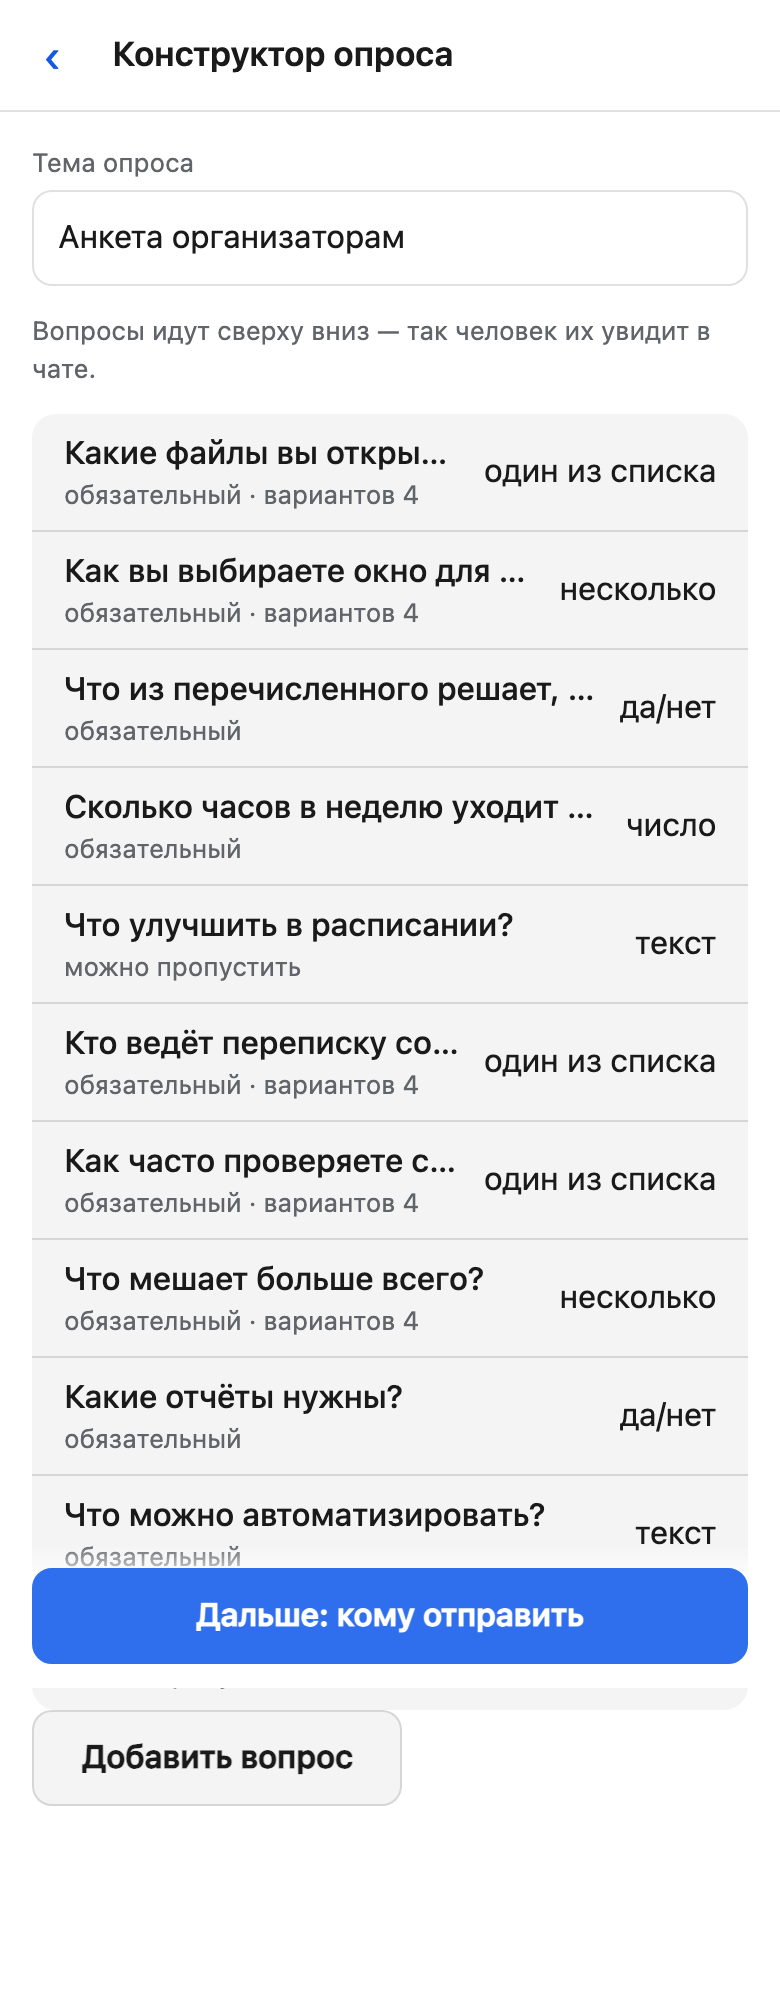 ‹ Конструктор опроса
Тема опроса
Анкета организаторам
Вопросы идут сверху вниз — так человек их увидит в
чате.
Какие файлы вы откры... один из списка
обязательный · вариантов 4
Как вы выбираете окно для ... несколько
обязательный · вариантов 4
Что из перечисленного решает, ... да/нет
обязательный
Сколько часов в неделю уходит ... число
обязательный
Что улучшить в расписании? текст
можно пропустить
Кто ведёт переписку со... один из списка
обязательный · вариантов 4
Как часто проверяете с... один из списка
обязательный · вариантов 4
Что мешает больше всего? несколько
обязательный · вариантов 4
Какие отчёты нужны? да/нет
обязательный
Что можно автоматизировать? текст
обязательный
Дальше: кому отправить
Добавить вопрос